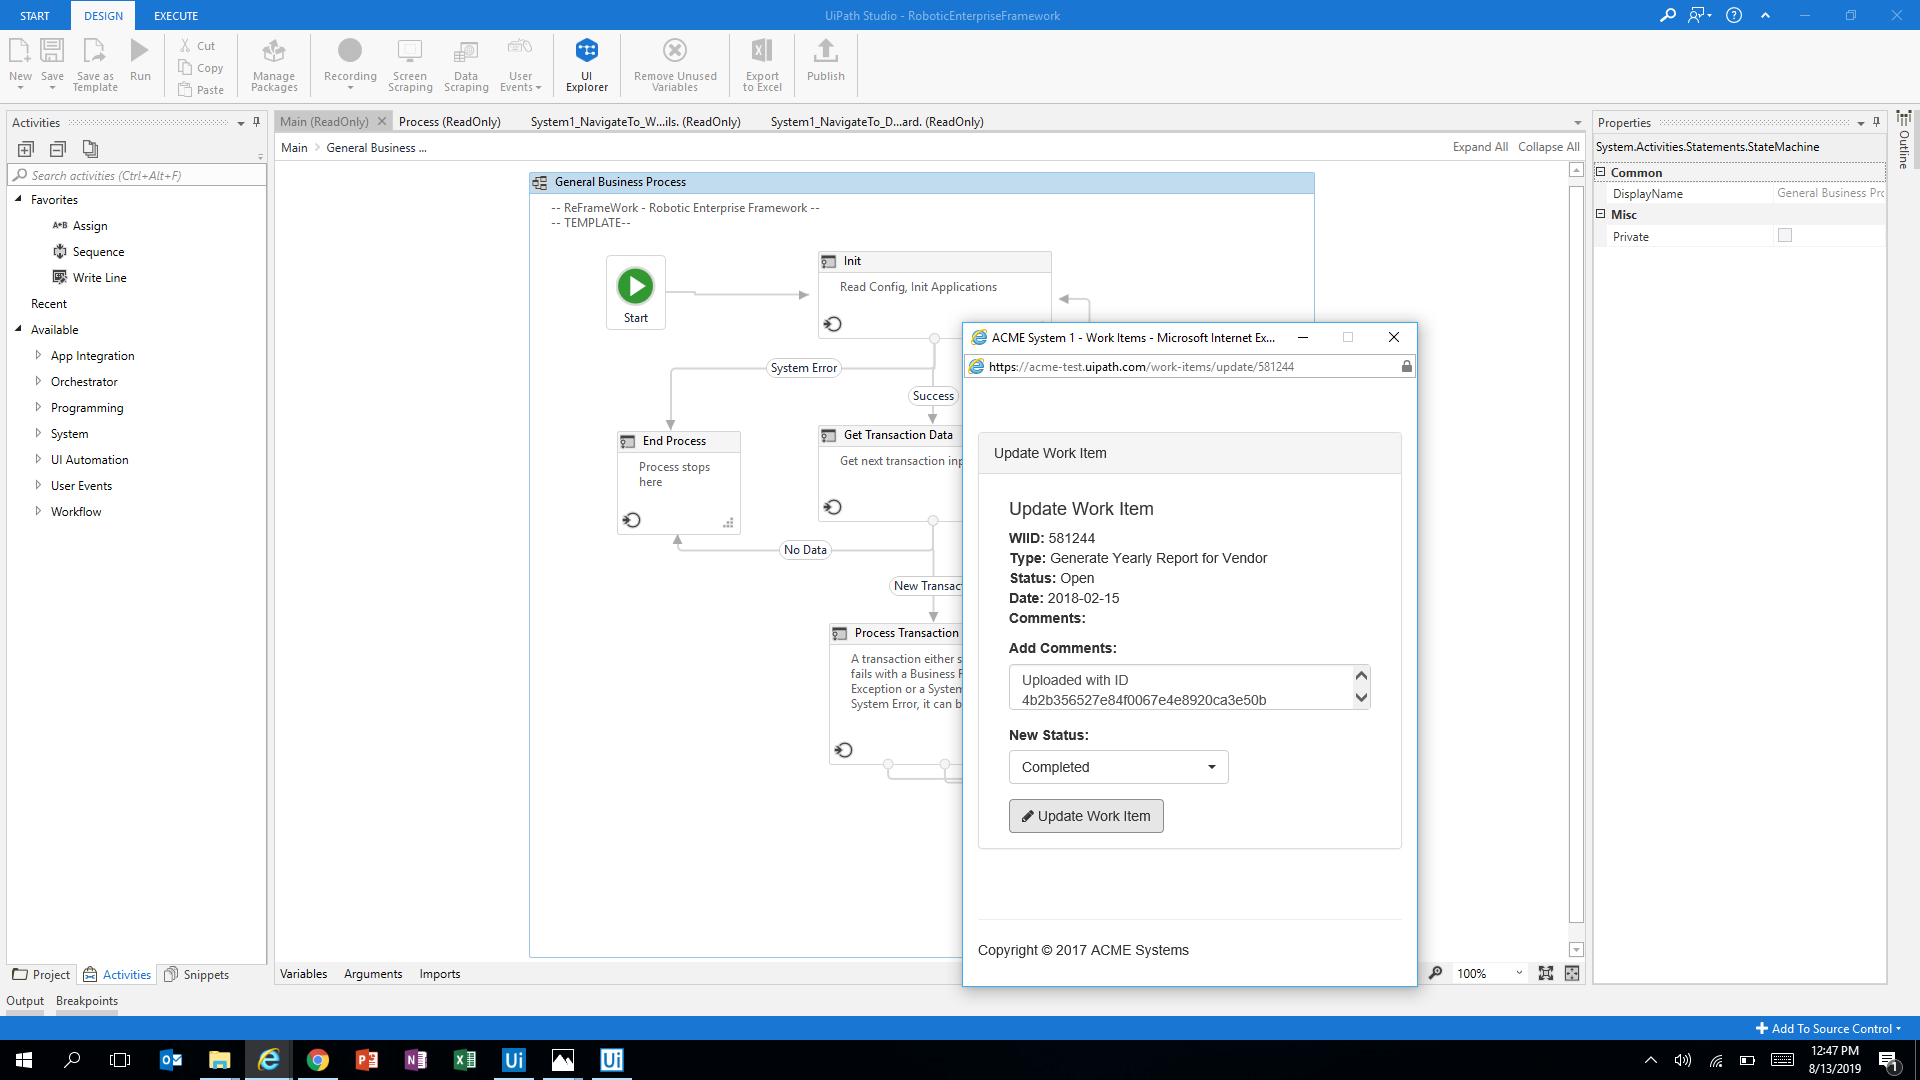 START DESIGN EXECUTE
UiPath Studio - RoboticEnterpriseFramework
New
Save
Save as
Template
Run
Cut
Copy
Paste
Manage
Packages
Recording
Screen
Scraping
Data
Scraping
User
Events
UI
Explorer
Remove Unused
Variables
Export
to Excel
Publish
Activities
Search activities (Ctrl+Alt+F)
Favorites
Assign
Sequence
Write Line
Recent
Available
App Integration
Orchestrator
Programming
System
UI Automation
User Events
Workflow
Project Activities Snippets
Output Breakpoints
Main (ReadOnly) Process (ReadOnly) System1_NavigateTo_W...ils. (ReadOnly) System1_NavigateTo_D...ard. (ReadOnly)
Main General Business ...
Expand All Collapse All
General Business Process
-- ReFrameWork - Robotic Enterprise Framework --
-- TEMPLATE--
Start
Init
Read Config, Init Applications
System Error
Success
End Process
Process stops
here
Get Transaction Data
Get next transaction inp
No Data
New Transac
Process Transaction
A transaction either s
fails with a Business
Exception or a System
System Error, it can b
Variables Arguments Imports
100%
ACME System 1 - Work Items - Microsoft Internet Ex...
https://acme-test.uipath.com/work-items/update/581244
Update Work Item
Update Work Item
WIID: 581244
Type: Generate Yearly Report for Vendor
Status: Open
Date: 2018-02-15
Comments:
Add Comments:
Uploaded with ID
4b2b356527e84f0067e4e8920ca3e50b
New Status:
Completed
Update Work Item
Copyright © 2017 ACME Systems
Properties
System.Activities.Statements.StateMachine
Common
DisplayName General Business Pro
Misc
Private
Outline
Add To Source Control
12:47 PM
8/13/2019
1